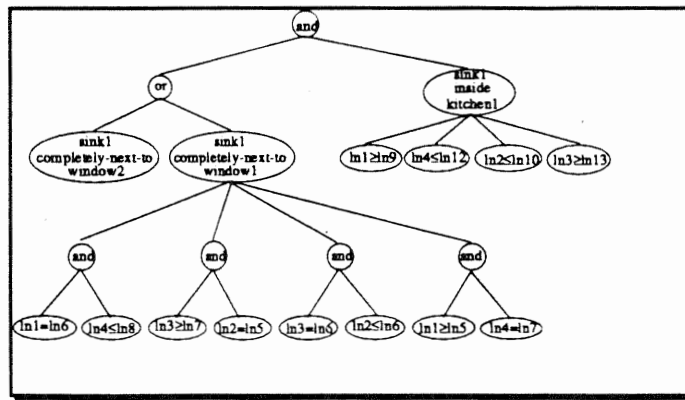 and
or
sink1
inside
kitchen1
sink1
completely-next-to
window2
sink1
completely-next-to
window1
ln1≥ln9
ln4≤ln12
ln2≤ln10
ln3≥ln13
and
and
and
and
ln1=ln6
ln4≤ln8
ln3≥ln7
ln2=ln5
ln3=ln6
ln2≤ln6
ln1≥ln5
ln4=ln7